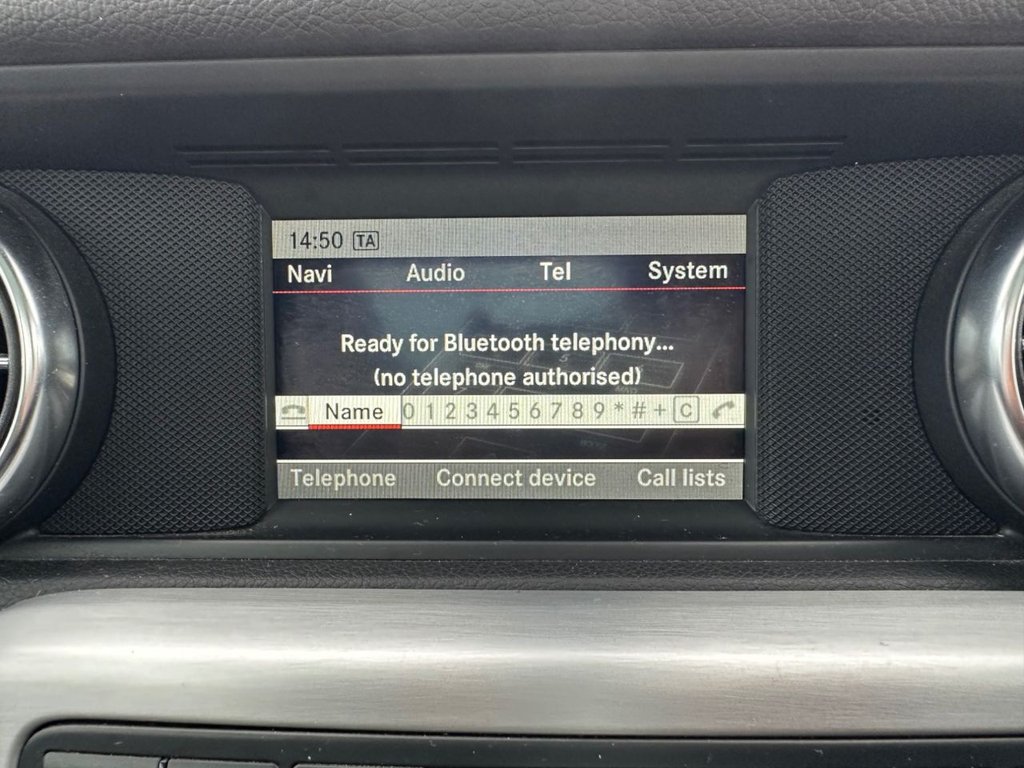 14:50 TA
Navi Audio Tel System
Ready for Bluetooth telephony...
(no telephone authorised)
Name 0 1 2 3 4 5 6 7 8 9 * # + C
Telephone Connect device Call lists